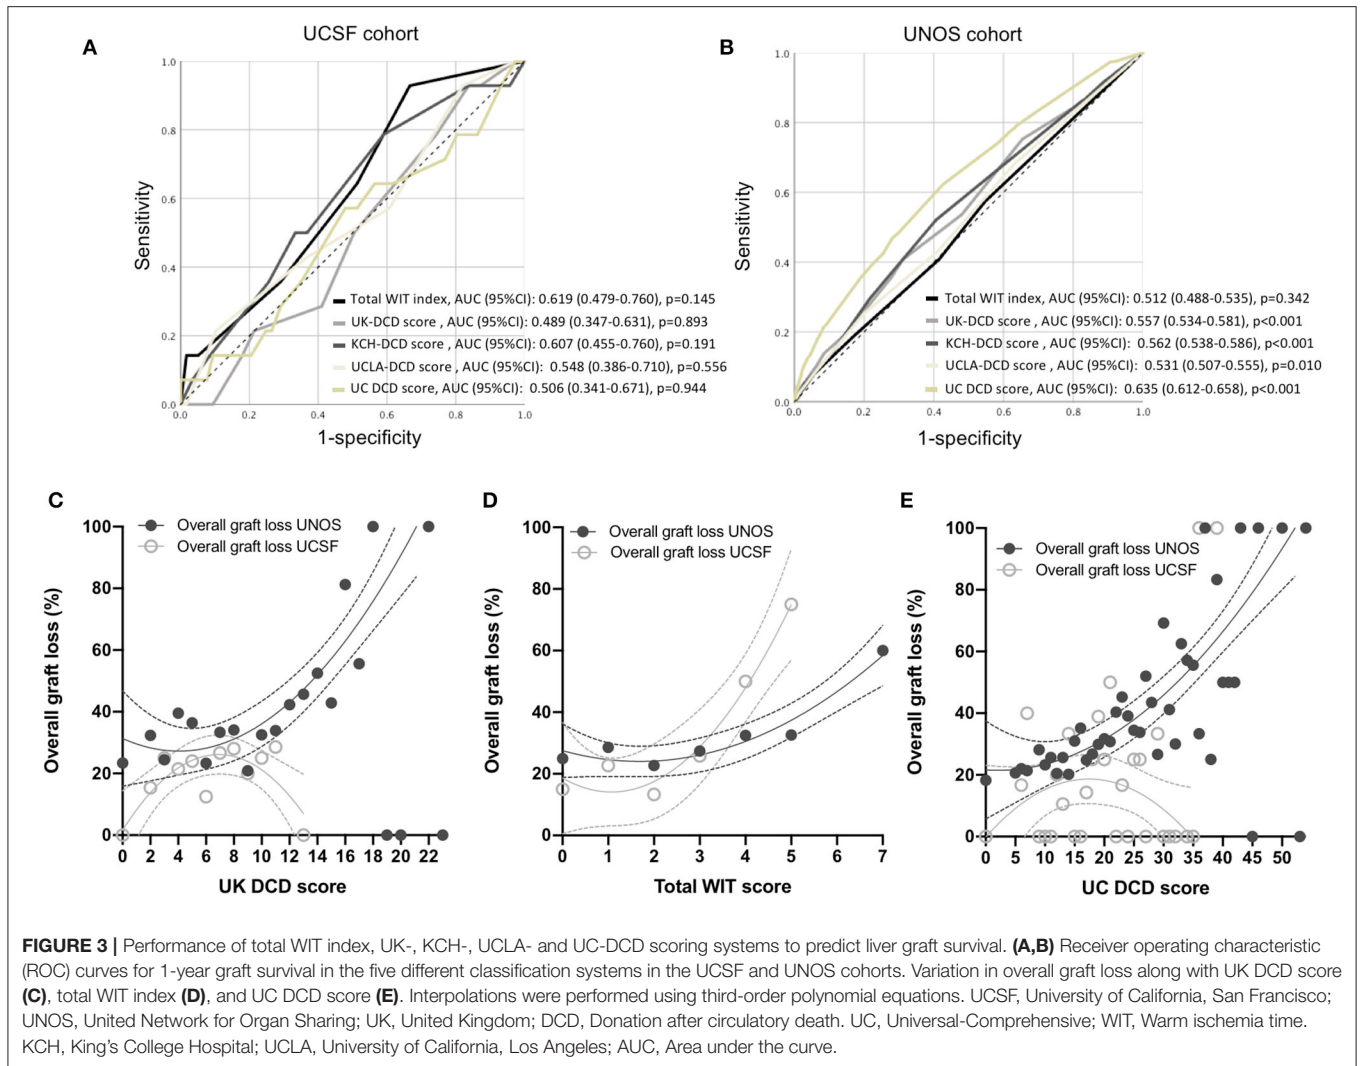 A
UCSF cohort
1.0
0.8
0.6
0.4
0.2
0.0
Sensitivity
Total WIT index, AUC (95%CI): 0.619 (0.479-0.760), p=0.145
UK-DCD score , AUC (95%CI): 0.489 (0.347-0.631), p=0.893
KCH-DCD score , AUC (95%CI): 0.607 (0.455-0.760), p=0.191
UCLA-DCD score , AUC (95%CI): 0.548 (0.386-0.710), p=0.556
UC DCD score, AUC (95%CI): 0.506 (0.341-0.671), p=0.944
0.0 0.2 0.4 0.6 0.8 1.0
1-specificity
B
UNOS cohort
1.0
0.8
0.6
0.4
0.2
0.0
Sensitivity
Total WIT index, AUC (95%CI): 0.512 (0.488-0.535), p=0.342
UK-DCD score , AUC (95%CI): 0.557 (0.534-0.581), p<0.001
KCH-DCD score , AUC (95%CI): 0.562 (0.538-0.586), p<0.001
UCLA-DCD score , AUC (95%CI): 0.531 (0.507-0.555), p=0.010
UC DCD score, AUC (95%CI): 0.635 (0.612-0.658), p<0.001
0.0 0.2 0.4 0.6 0.8 1.0
1-specificity
C
Overall graft loss UNOS
Overall graft loss UCSF
100
80
60
40
20
0
Overall graft loss (%)
0 2 4 6 8 10 12 14 16 18 20 22
UK DCD score
D
Overall graft loss UNOS
Overall graft loss UCSF
100
80
60
40
20
0
Overall graft loss (%)
0 1 2 3 4 5 7
Total WIT score
E
Overall graft loss UNOS
Overall graft loss UCSF
100
80
60
40
20
0
Overall graft loss (%)
0 5 10 15 20 25 30 35 40 45 50
UC DCD score
FIGURE 3 | Performance of total WIT index, UK-, KCH-, UCLA- and UC-DCD scoring systems to predict liver graft survival. (A,B) Receiver operating characteristic
(ROC) curves for 1-year graft survival in the five different classification systems in the UCSF and UNOS cohorts. Variation in overall graft loss along with UK DCD score
(C), total WIT index (D), and UC DCD score (E). Interpolations were performed using third-order polynomial equations. UCSF, University of California, San Francisco;
UNOS, United Network for Organ Sharing; UK, United Kingdom; DCD, Donation after circulatory death. UC, Universal-Comprehensive; WIT, Warm ischemia time.
KCH, King's College Hospital; UCLA, University of California, Los Angeles; AUC, Area under the curve.